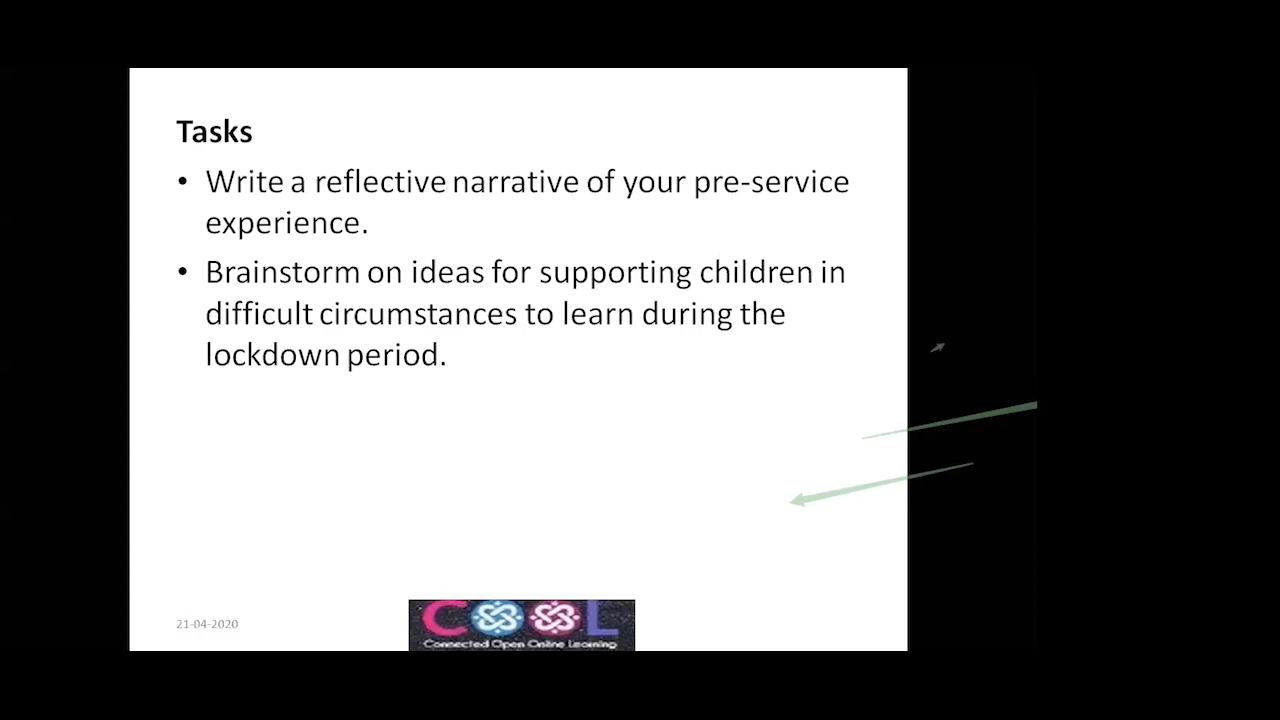 Tasks
• Write a reflective narrative of your pre-service
experience.
• Brainstorm on ideas for supporting children in
difficult circumstances to learn during the
lockdown period.
21-04-2020
COOL
Connected Open Online Learning